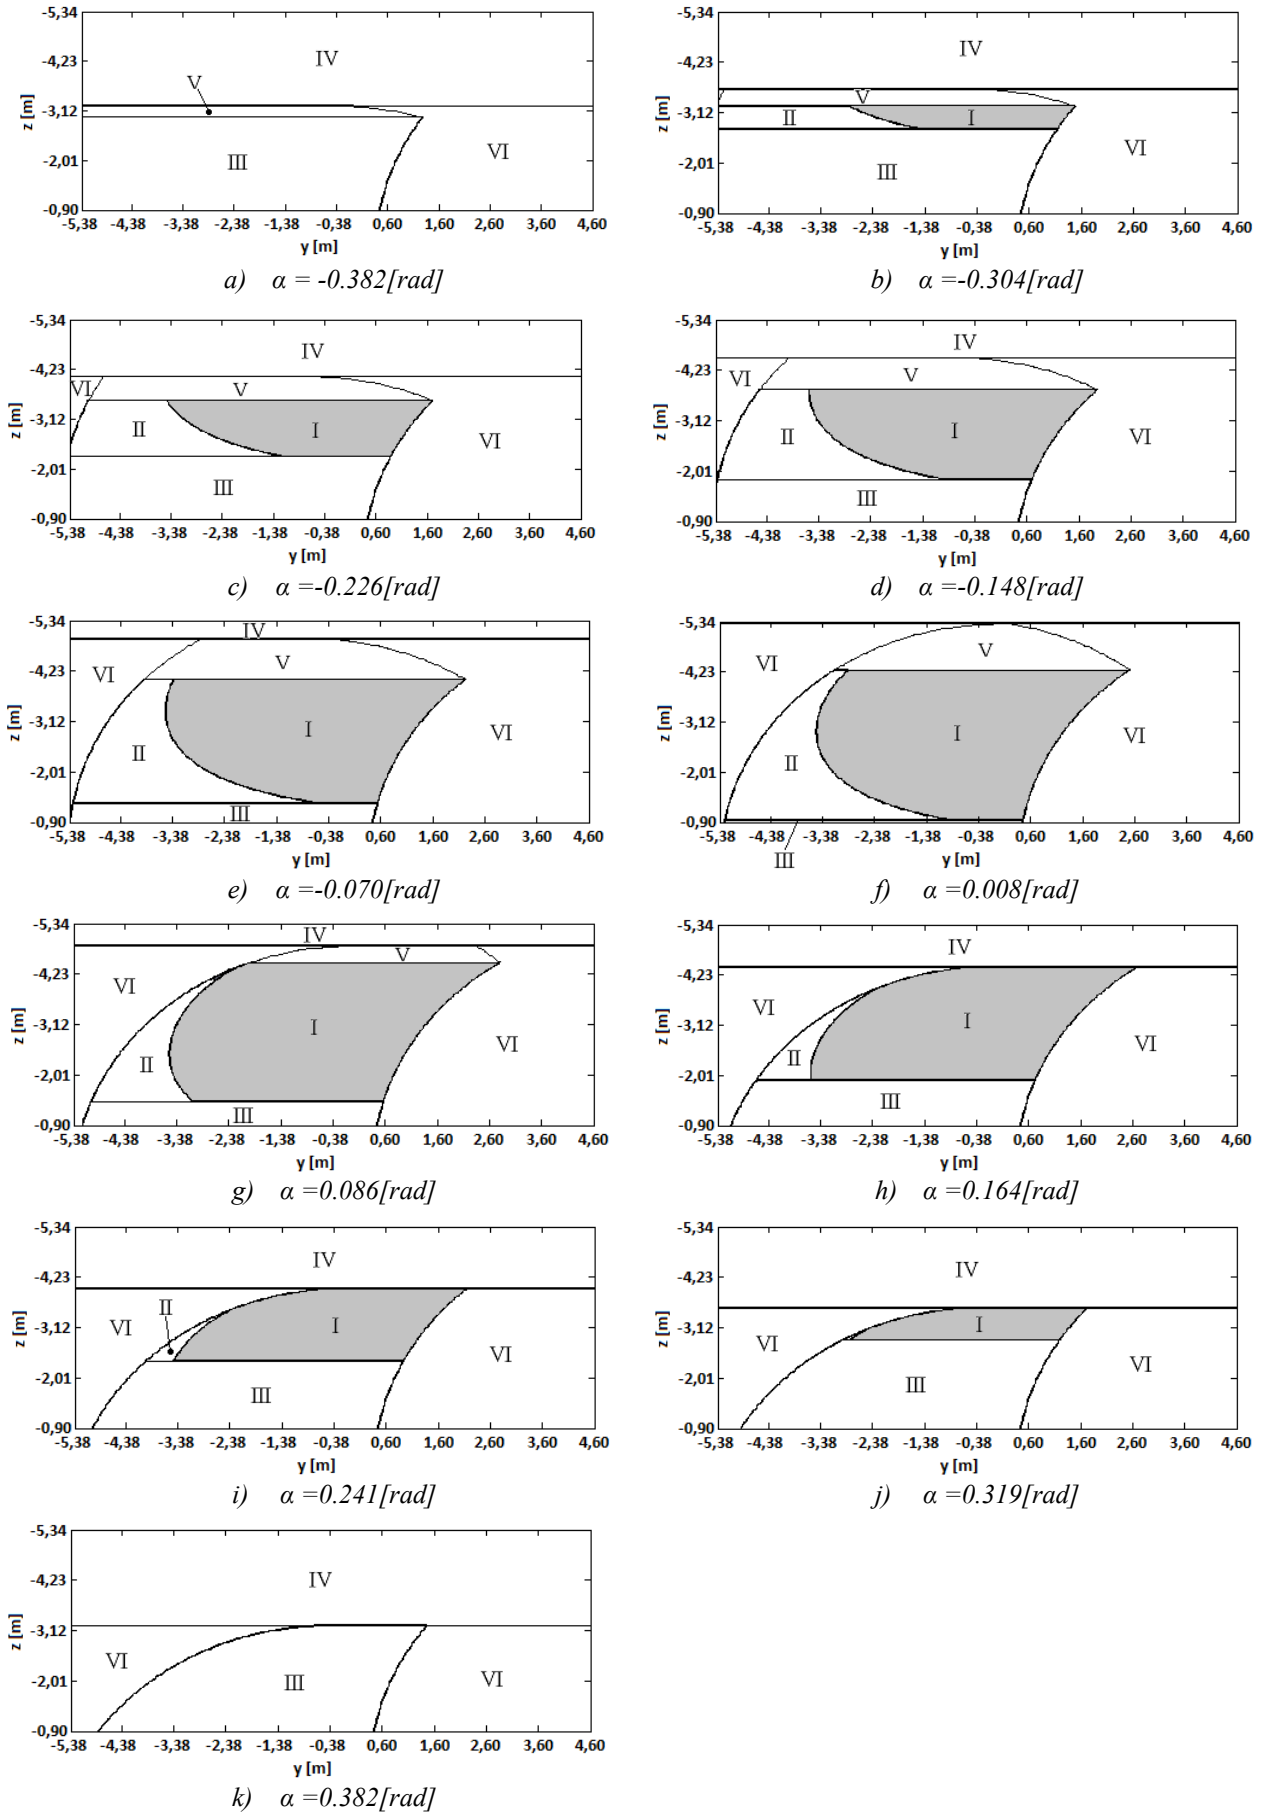 -5,34
-4,23
-3,12
-2,01
-0,90
z [m]
IV
V
III
VI
-5,38 -4,38 -3,38 -2,38 -1,38 -0,38 0,60 1,60 2,60 3,60 4,60
y [m]
a) α = -0.382[rad]
-5,34
-4,23
-3,12
-2,01
-0,90
z [m]
IV
V
II
I
III
VI
-5,38 -4,38 -3,38 -2,38 -1,38 -0,38 0,60 1,60 2,60 3,60 4,60
y [m]
b) α =-0.304[rad]
-5,34
-4,23
-3,12
-2,01
-0,90
z [m]
IV
VI
V
II
I
VI
III
-5,38 -4,38 -3,38 -2,38 -1,38 -0,38 0,60 1,60 2,60 3,60 4,60
y [m]
c) α =-0.226[rad]
-5,34
-4,23
-3,12
-2,01
-0,90
z [m]
IV
VI
V
II
I
VI
III
-5,38 -4,38 -3,38 -2,38 -1,38 -0,38 0,60 1,60 2,60 3,60 4,60
y [m]
d) α =-0.148[rad]
-5,34
-4,23
-3,12
-2,01
-0,90
z [m]
IV
VI
V
I
VI
II
III
-5,38 -4,38 -3,38 -2,38 -1,38 -0,38 0,60 1,60 2,60 3,60 4,60
y [m]
e) α =-0.070[rad]
-5,34
-4,23
-3,12
-2,01
-0,90
z [m]
V
VI
I
VI
II
-5,38 -4,38 -3,38 -2,38 -1,38 -0,38 0,60 1,60 2,60 3,60 4,60
III
y [m]
f) α =0.008[rad]
-5,34
-4,23
-3,12
-2,01
-0,90
z [m]
IV
V
VI
I
VI
II
III
-5,38 -4,38 -3,38 -2,38 -1,38 -0,38 0,60 1,60 2,60 3,60 4,60
y [m]
g) α =0.086[rad]
-5,34
-4,23
-3,12
-2,01
-0,90
z [m]
IV
VI
I
VI
II
III
-5,38 -4,38 -3,38 -2,38 -1,38 -0,38 0,60 1,60 2,60 3,60 4,60
y [m]
h) α =0.164[rad]
-5,34
-4,23
-3,12
-2,01
-0,90
z [m]
IV
II
VI
I
VI
III
-5,38 -4,38 -3,38 -2,38 -1,38 -0,38 0,60 1,60 2,60 3,60 4,60
y [m]
i) α =0.241[rad]
-5,34
-4,23
-3,12
-2,01
-0,90
z [m]
IV
I
VI
VI
III
-5,38 -4,38 -3,38 -2,38 -1,38 -0,38 0,60 1,60 2,60 3,60 4,60
y [m]
j) α =0.319[rad]
-5,34
-4,23
-3,12
-2,01
-0,90
z [m]
IV
VI
III
VI
-5,38 -4,38 -3,38 -2,38 -1,38 -0,38 0,60 1,60 2,60 3,60 4,60
y [m]
k) α =0.382[rad]